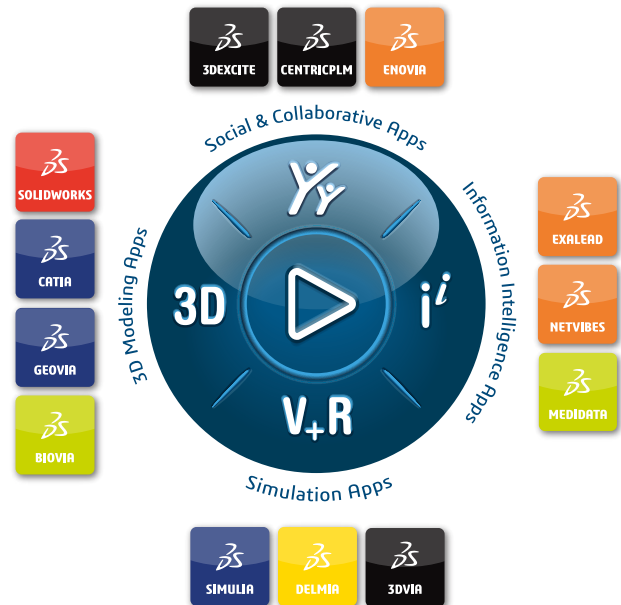 3DEXCITE
CENTRICPLM
ENOVIA
Social & Collaborative Apps
SOLIDWORKS
CATIA
GEOVIA
BIOVIA
3D Modeling Apps
3D
i i
V+R
Information Intelligence Apps
EXALEAD
NETVIBES
MEDIDATA
Simulation Apps
SIMULIA
DELMIA
3DVIA